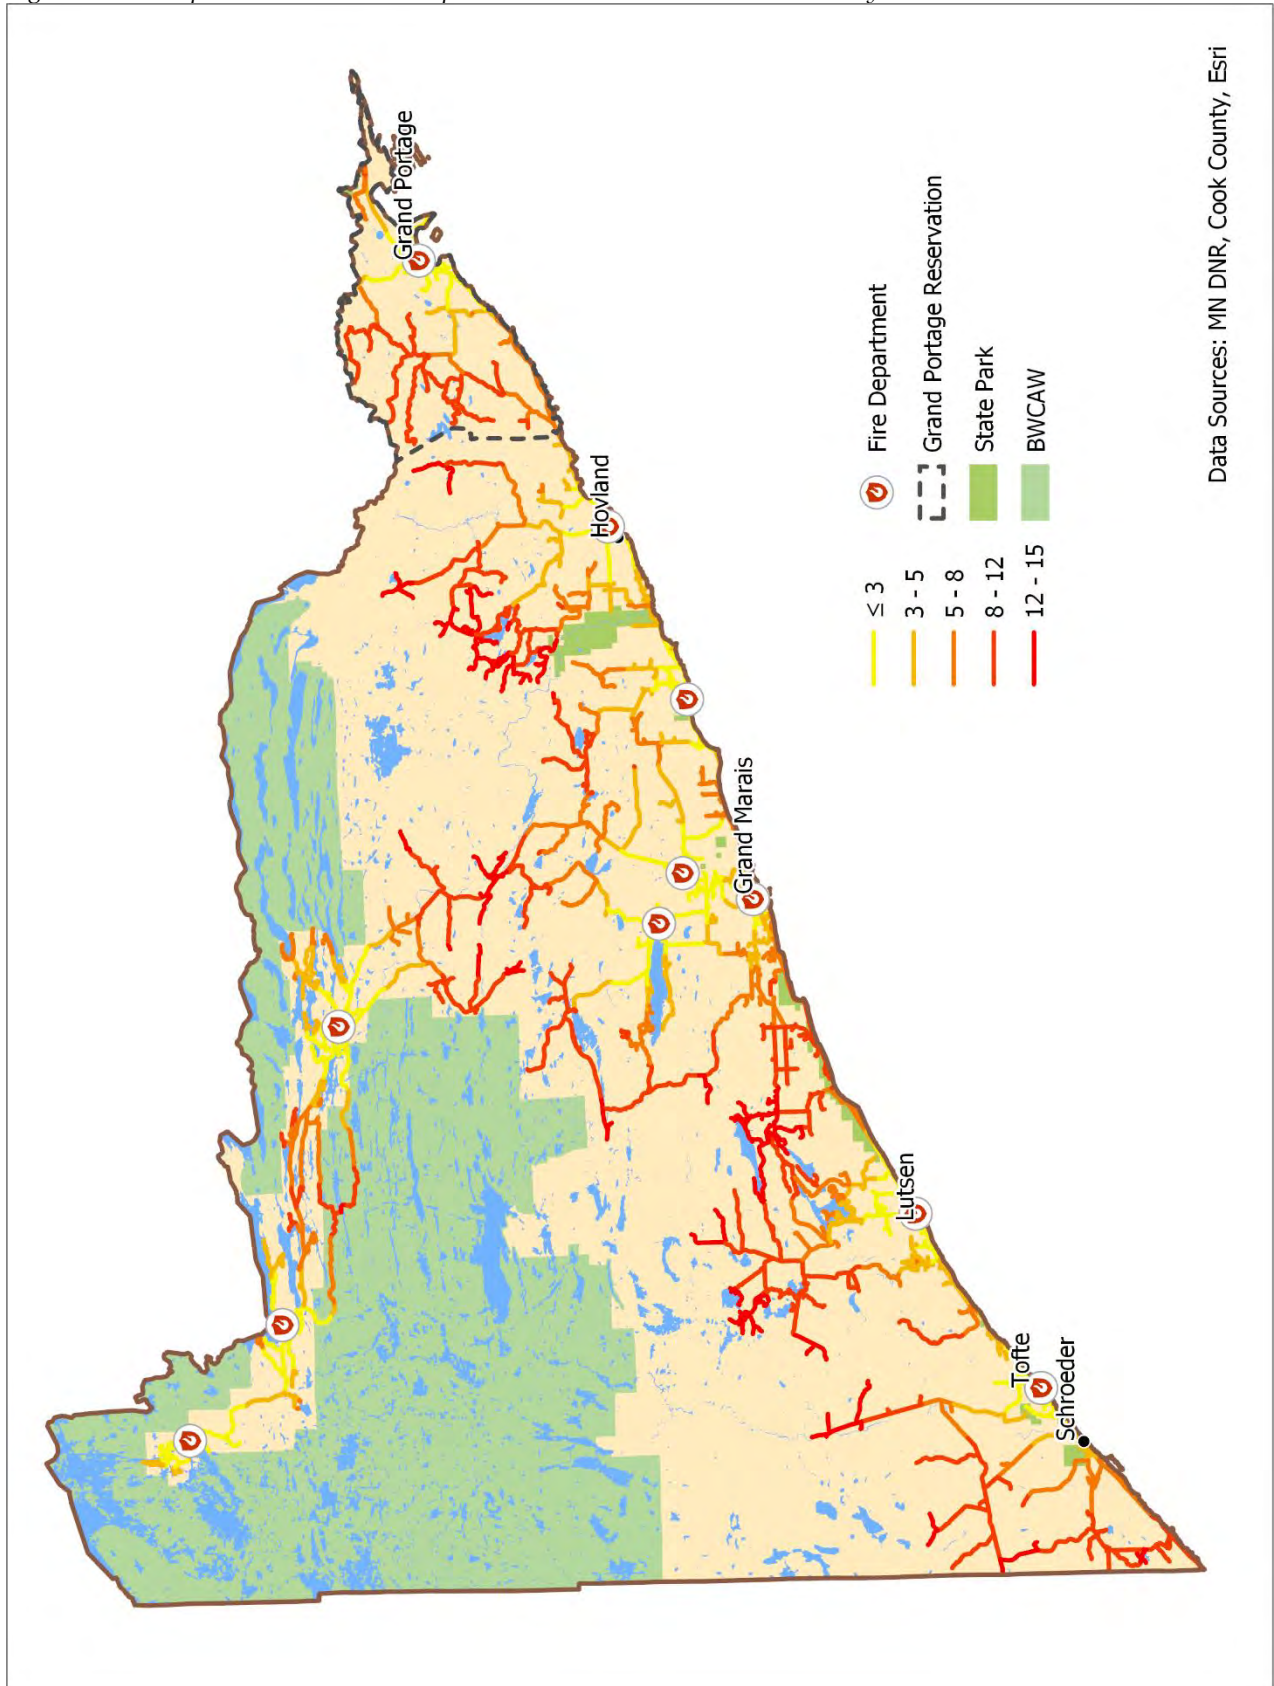 Grand Portage
Hovland
Grand Marais
Lutsen
Tofte
Schroeder
≤ 3
3 - 5
5 - 8
8 - 12
12 - 15
Fire Department
Grand Portage Reservation
State Park
BWCAW
Data Sources: MN DNR, Cook County, Esri